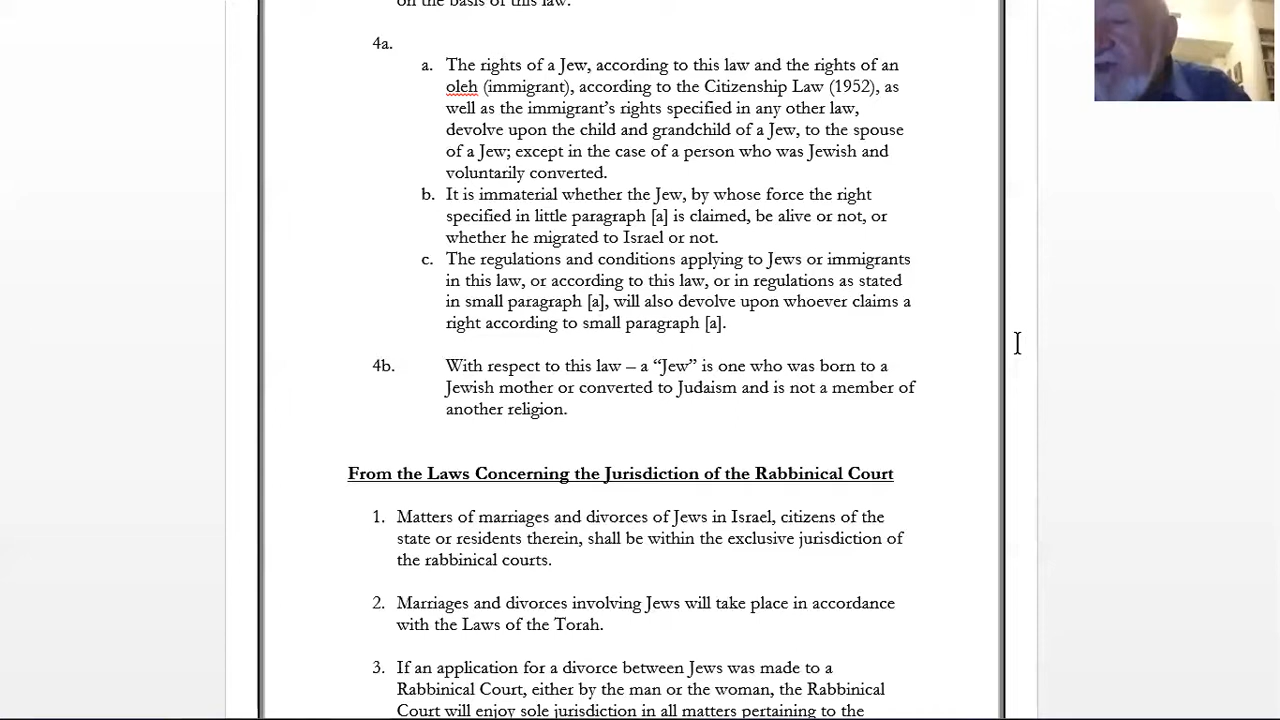 on the basis of this law.
4a.
a. The rights of a Jew, according to this law and the rights of an
oleh (immigrant), according to the Citizenship Law (1952), as
well as the immigrant’s rights specified in any other law,
devolve upon the child and grandchild of a Jew, to the spouse
of a Jew; except in the case of a person who was Jewish and
voluntarily converted.
b. It is immaterial whether the Jew, by whose force the right
specified in little paragraph [a] is claimed, be alive or not, or
whether he migrated to Israel or not.
c. The regulations and conditions applying to Jews or immigrants
in this law, or according to this law, or in regulations as stated
in small paragraph [a], will also devolve upon whoever claims a
right according to small paragraph [a].
4b. With respect to this law – a “Jew” is one who was born to a
Jewish mother or converted to Judaism and is not a member of
another religion.
From the Laws Concerning the Jurisdiction of the Rabbinical Court
1. Matters of marriages and divorces of Jews in Israel, citizens of the
state or residents therein, shall be within the exclusive jurisdiction of
the rabbinical courts.
2. Marriages and divorces involving Jews will take place in accordance
with the Laws of the Torah.
3. If an application for a divorce between Jews was made to a
Rabbinical Court, either by the man or the woman, the Rabbinical
Court will enjoy sole jurisdiction in all matters pertaining to the